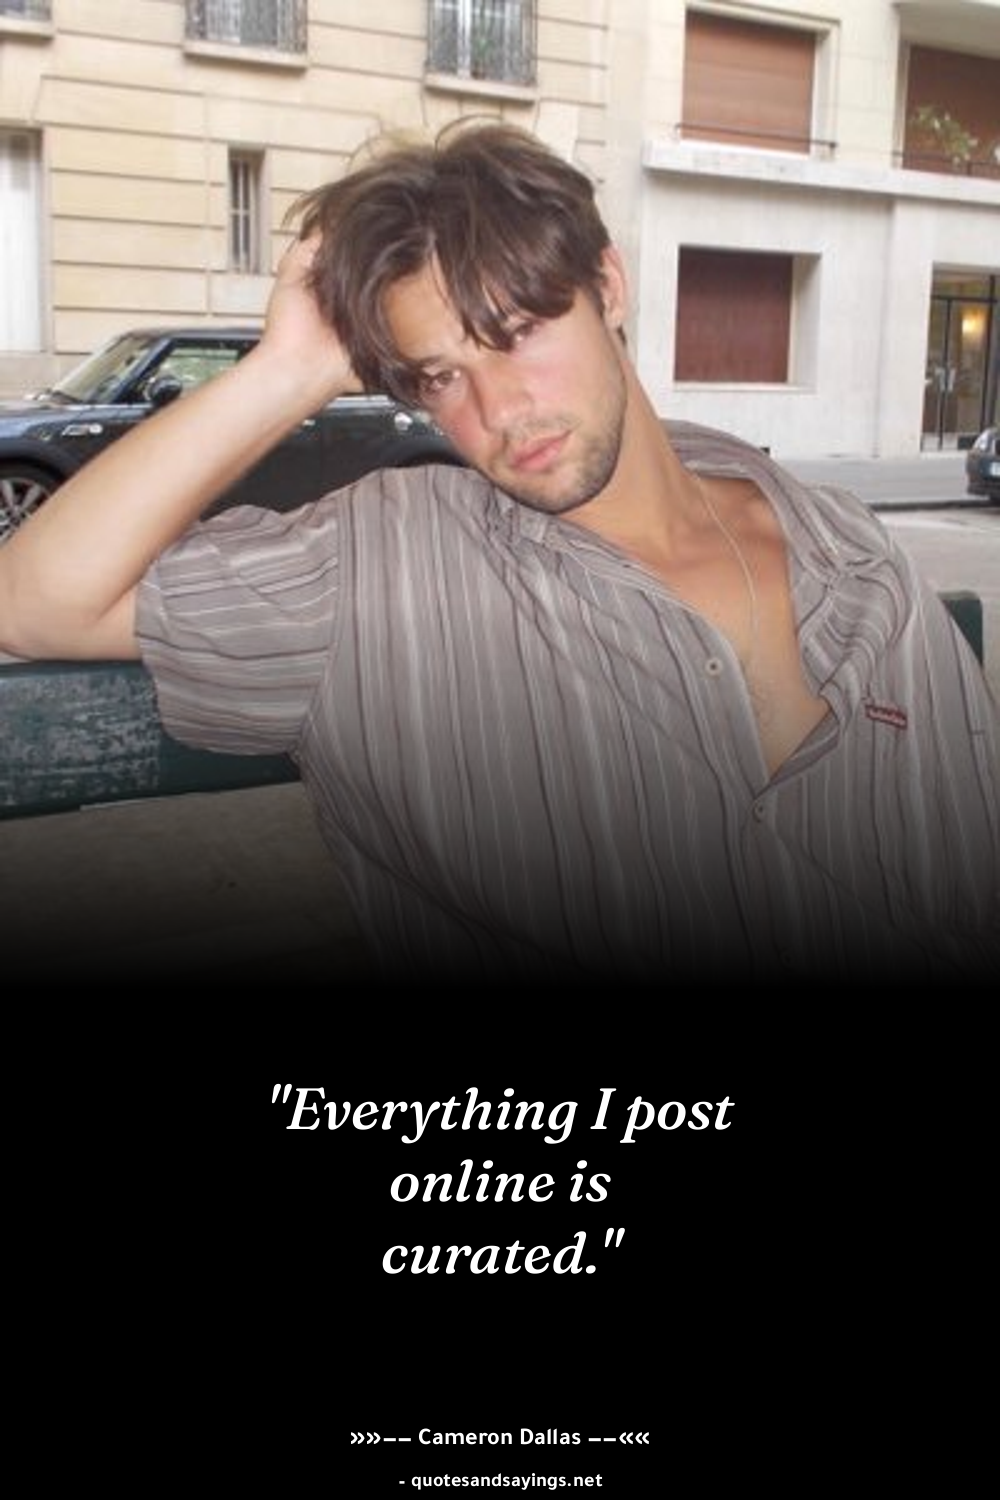 "Everything I post
online is
curated."
»»–– Cameron Dallas ––««
- quotesandsayings.net